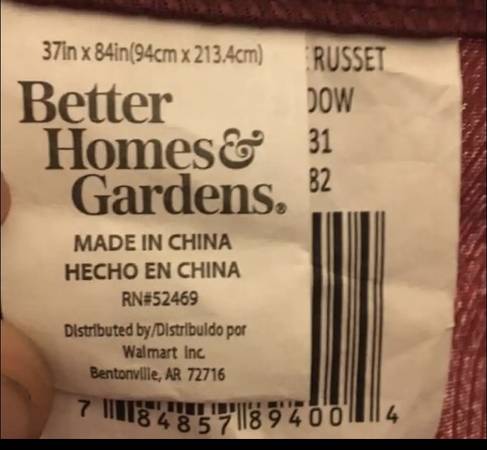 37in x 84in(94cm x 213.4cm)
Better
Homes&
Gardens®
MADE IN CHINA
HECHO EN CHINA
RN#52469
Distributed by/Distribuido por
Walmart Inc.
Bentonville, AR 72716
RUSSET
31
82
7 84857 89400 4